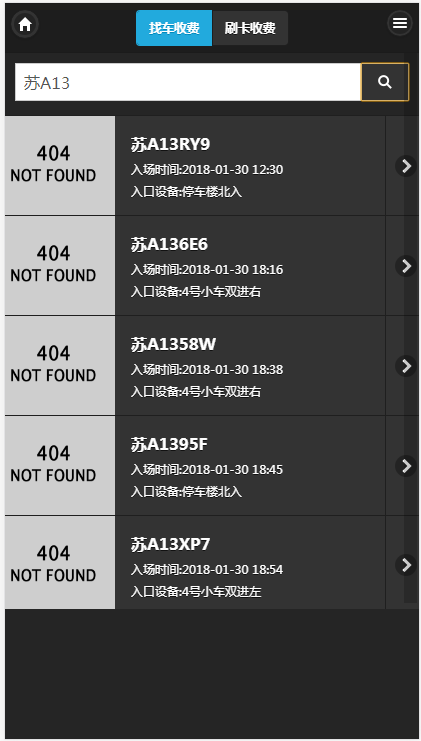 找车收费 刷卡收费
苏A13
404
NOT FOUND
苏A13RY9
入场时间:2018-01-30 12:30
入口设备:停车楼北入
404
NOT FOUND
苏A136E6
入场时间:2018-01-30 18:16
入口设备:4号小车双进右
404
NOT FOUND
苏A1358W
入场时间:2018-01-30 18:38
入口设备:4号小车双进右
404
NOT FOUND
苏A1395F
入场时间:2018-01-30 18:45
入口设备:停车楼北入
404
NOT FOUND
苏A13XP7
入场时间:2018-01-30 18:54
入口设备:4号小车双进左